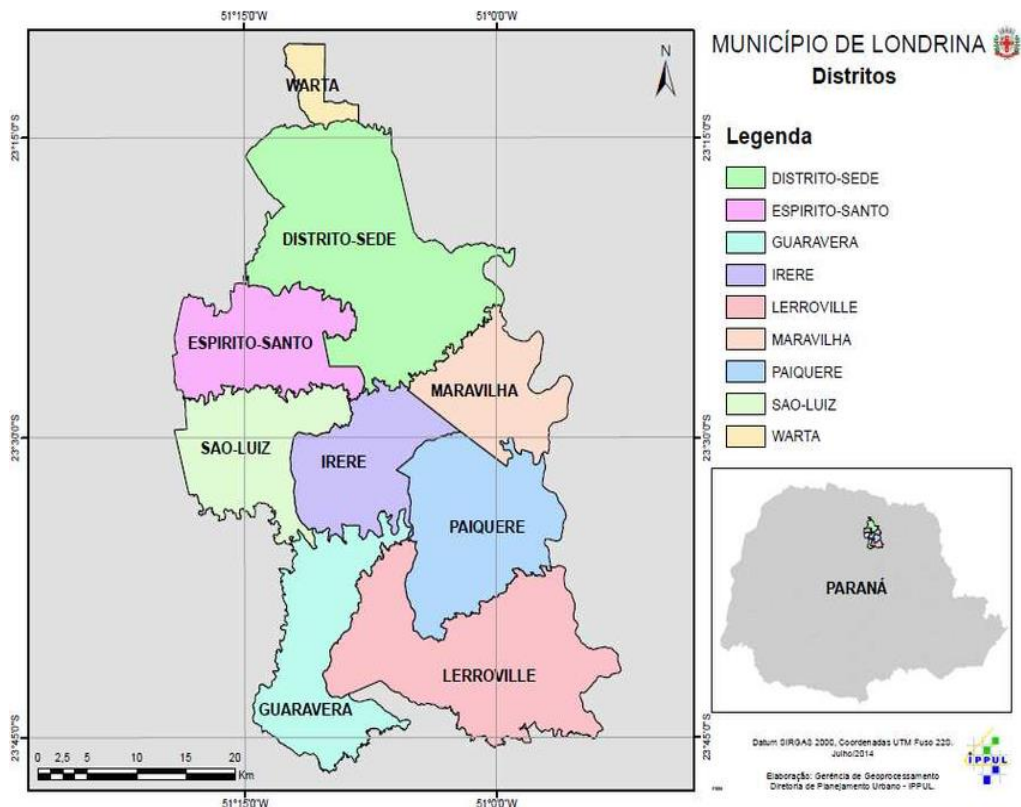 MUNICÍPIO DE LONDRINA
Distritos
51°15'0"W 51°0'0"W
N
23°15'0"S 23°15'0"S
23°30'0"S 23°30'0"S
23°45'0"S 23°45'0"S
WARTA
DISTRITO-SEDE
ESPIRITO-SANTO
MARAVILHA
SAO-LUIZ
IRERE
PAIQUERE
LERROVILLE
GUARAVERA
0 2,5 5 10 15 20
Km
51°15'0"W 51°0'0"W
Legenda
DISTRITO-SEDE
ESPIRITO-SANTO
GUARAVERA
IRERE
LERROVILLE
MARAVILHA
PAIQUERE
SAO-LUIZ
WARTA
PARANÁ
Datum SIRGAS 2000, Coordenadas UTM Fuso 22S.
Julho/2014
Elaboração: Gerência de Geoprocessamento
Diretoria de Planejamento Urbano - IPPUL.
IPPUL